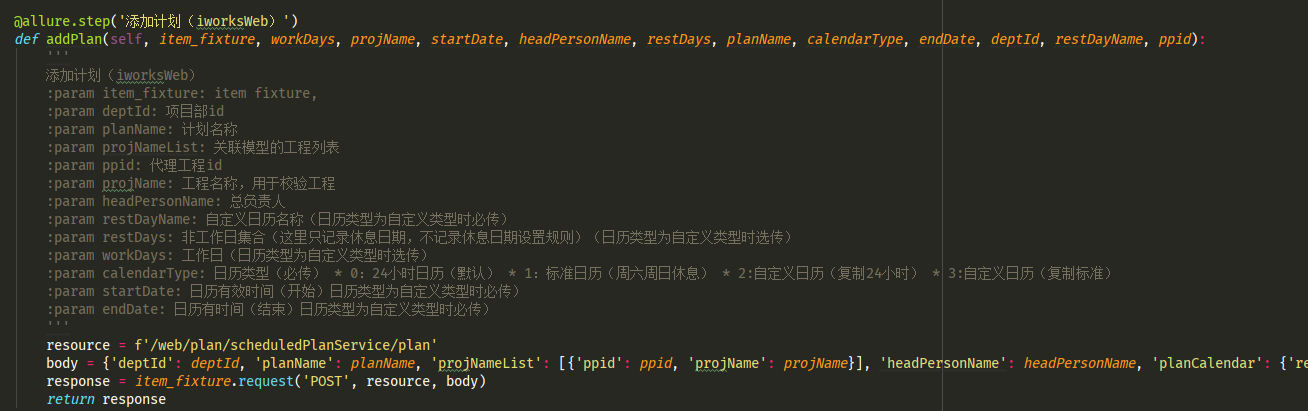 @allure.step('添加计划（iworksWeb）')
def addPlan(self, item_fixture, workDays, projName, startDate, headPersonName, restDays, planName, calendarType, endDate, deptId, restDayName, ppid):
'''
添加计划（iworksWeb）
:param item_fixture: item fixture,
:param deptId: 项目部id
:param planName: 计划名称
:param projNameList: 关联模型的工程列表
:param ppid: 代理工程id
:param projName: 工程名称，用于校验工程
:param headPersonName: 总负责人
:param restDayName: 自定义日历名称（日历类型为自定义类型时必传）
:param restDays: 非工作日集合（这里只记录休息日期，不记录休息日期设置规则）（日历类型为自定义类型时选传）
:param workDays: 工作日（日历类型为自定义类型时选传）
:param calendarType: 日历类型（必传） * 0：24小时日历（默认） * 1：标准日历（周六周日休息） * 2:自定义日历（复制24小时） * 3:自定义日历（复制标准）
:param startDate: 日历有效时间（开始）日历类型为自定义类型时必传）
:param endDate: 日历有时间（结束）日历类型为自定义类型时必传）
'''
resource = f'/web/plan/scheduledPlanService/plan'
body = {'deptId': deptId, 'planName': planName, 'projNameList': [{'ppid': ppid, 'projName': projName}], 'headPersonName': headPersonName, 'planCalendar': {'re
response = item_fixture.request('POST', resource, body)
return response